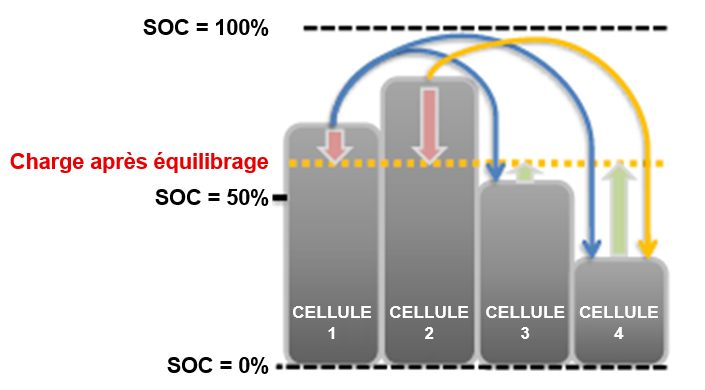 SOC = 100%
Charge après équilibrage
SOC = 50%
CELLULE
1
CELLULE
2
CELLULE
3
CELLULE
4
SOC = 0%